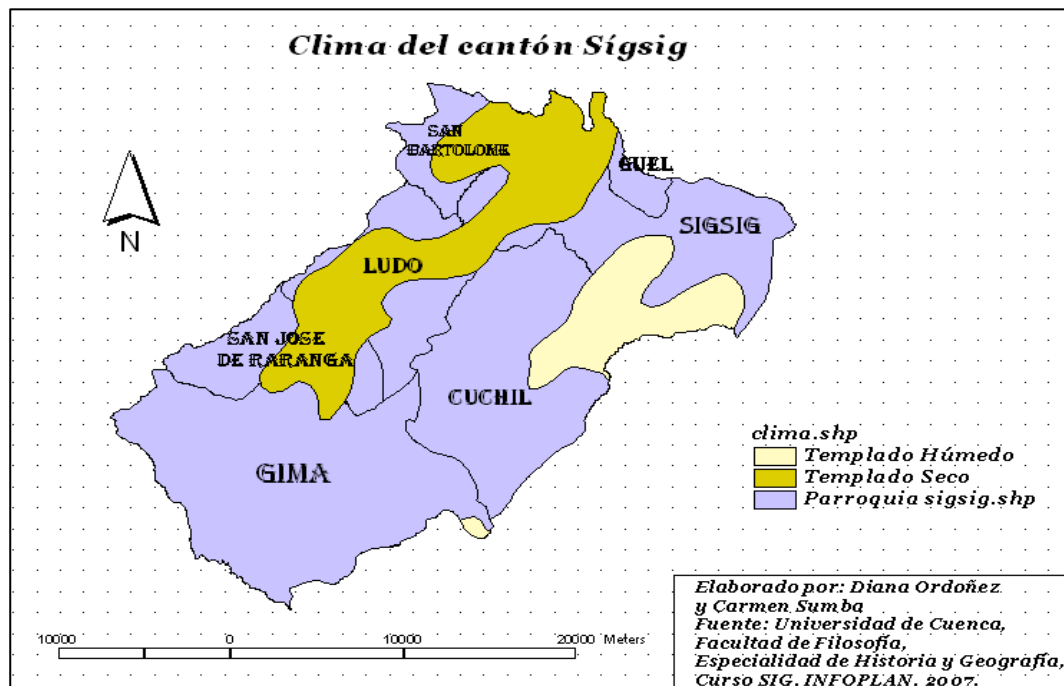 Clima del cantón Sígsig
SAN
BARTOLOME
GUEL
SIGSIG
N
LUDO
SAN JOSE
DE RARANGA
CUCHIL
GIMA
clima.shp
Templado Húmedo
Templado Seco
Parroquia sigsig.shp
10000 0 10000 20000 Meters
Elaborado por: Diana Ordoñez
y Carmen Sumba
Fuente: Universidad de Cuenca,
Facultad de Filosofía,
Especialidad de Historia y Geografía,
Curso SIG, INFOPLAN, 2007.